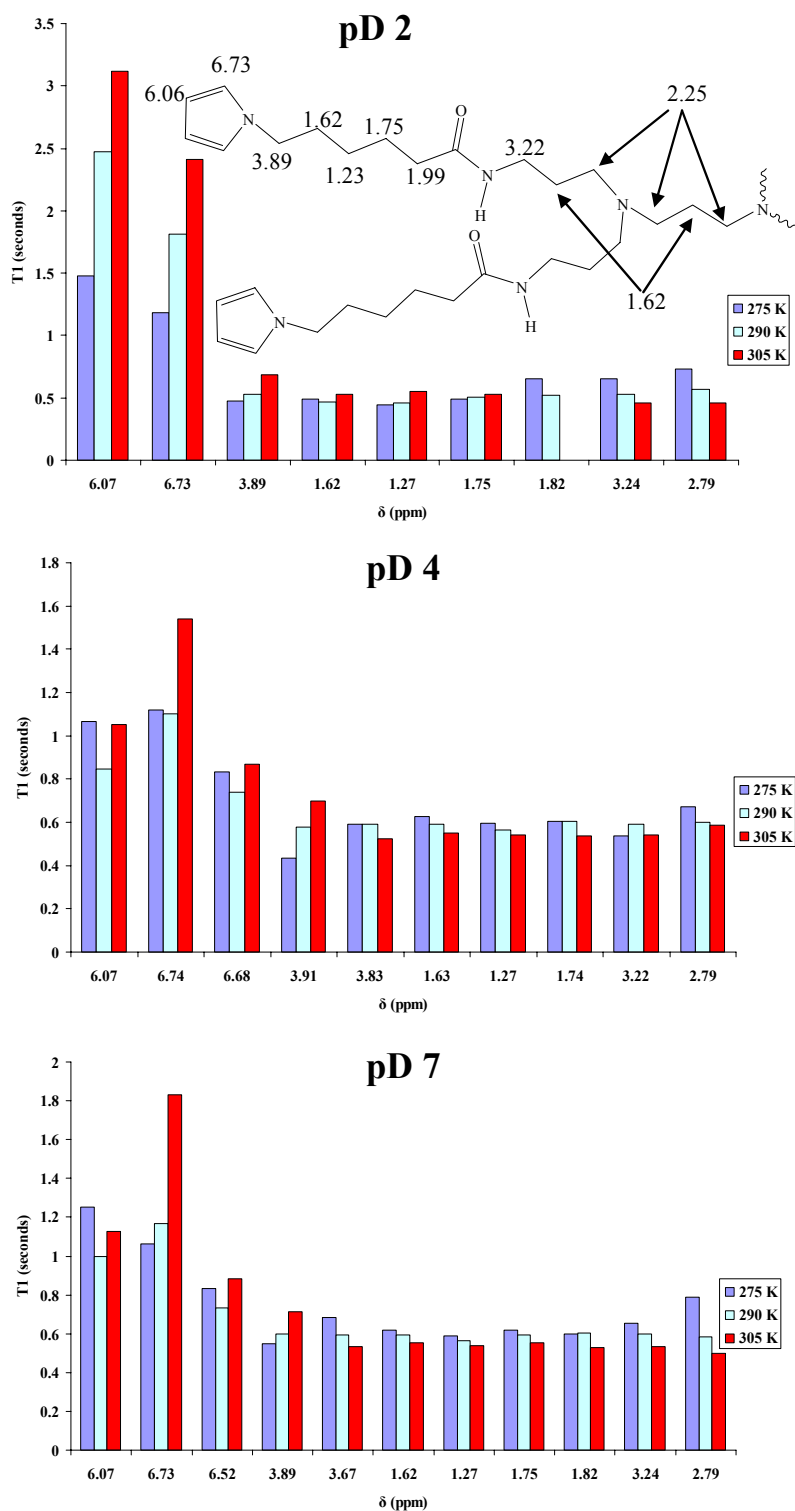 pD 2
3.5
3
2.5
2
1.5
1
0.5
0
T1 (seconds)
6.73
6.06
N
3.89
1.62
1.23
1.75
1.99
O
N
H
3.22
2.25
N
N
1.62
O
N
H
N
275 K
290 K
305 K
6.07 6.73 3.89 1.62 1.27 1.75 1.82 3.24 2.79
δ (ppm)
pD 4
1.8
1.6
1.4
1.2
1
0.8
0.6
0.4
0.2
0
T1 (seconds)
275 K
290 K
305 K
6.07 6.74 6.68 3.91 3.83 1.63 1.27 1.74 3.22 2.79
δ (ppm)
pD 7
2
1.8
1.6
1.4
1.2
1
0.8
0.6
0.4
0.2
0
T1 (seconds)
275 K
290 K
305 K
6.07 6.73 6.52 3.89 3.67 1.62 1.27 1.75 1.82 3.24 2.79
δ (ppm)